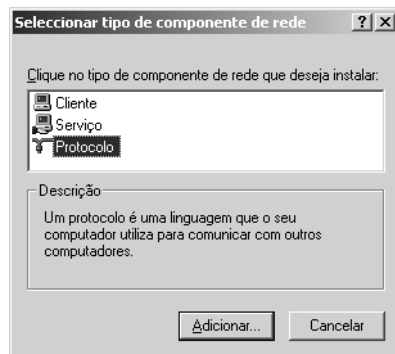 Seleccionar tipo de componente de rede
Clique no tipo de componente de rede que deseja instalar:
Cliente
Serviço
Protocolo
Descrição
Um protocolo é uma linguagem que o seu
computador utiliza para comunicar com outros
computadores.
Adicionar... Cancelar